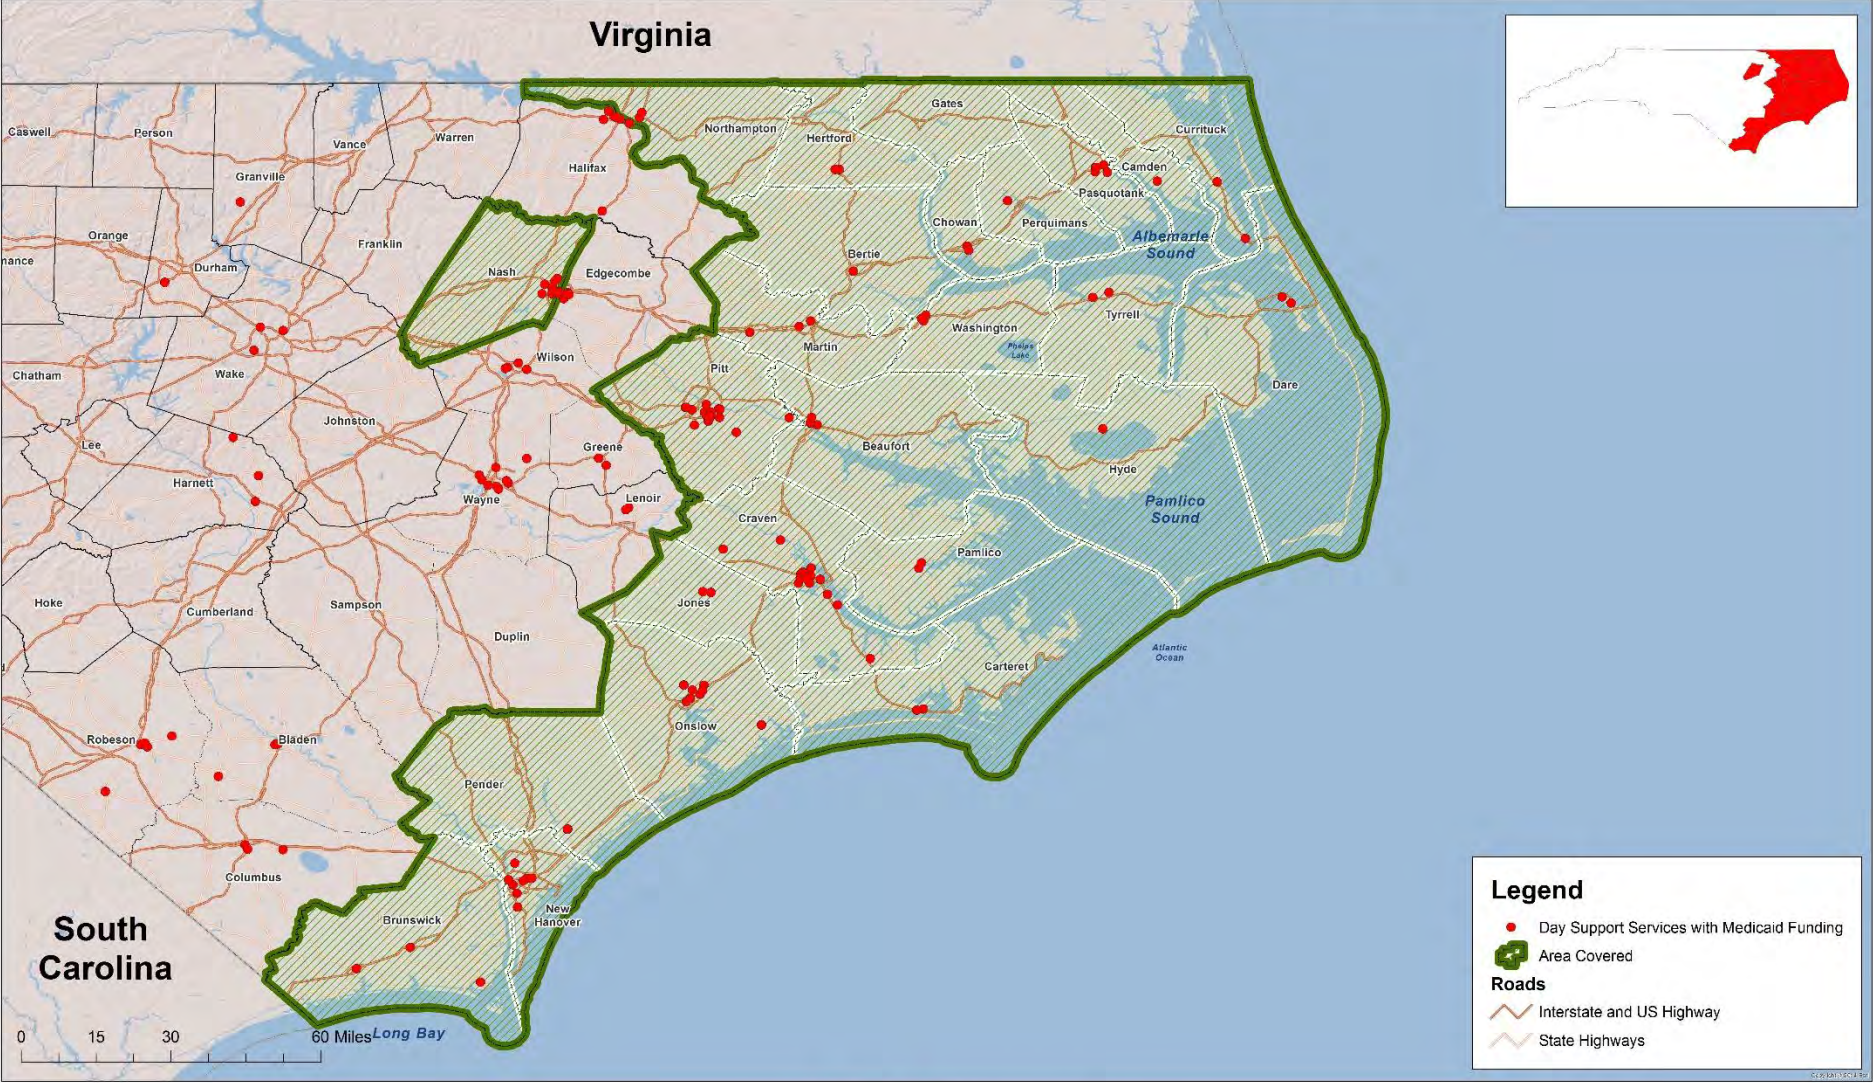 Virginia
Gates
Northampton
Currituck
Caswell
Person
Warren
Hertford
Vance
Camden
Halifax
Granville
Pasquotank
Chowan
Perquimans
Orange
Franklin
Albemarle
Sound
mance
Durham
Nash
Edgecombe
Bertie
Tyrrell
Washington
Martin
Phelps
Lake
Wilson
Chatham
Wake
Pitt
Dare
Johnston
Lee
Greene
Beaufort
Hyde
Harnett
Wayne
Lenoir
Pamlico
Sound
Craven
Pamlico
Hoke
Cumberland
Sampson
Jones
Duplin
Atlantic
Ocean
Carteret
Onslow
Robeson
Bladen
Pender
Columbus
New
Hanover
Brunswick
South
Carolina
Long Bay
0 15 30 60 Miles
Legend
Day Support Services with Medicaid Funding
Area Covered
Roads
Interstate and US Highway
State Highways